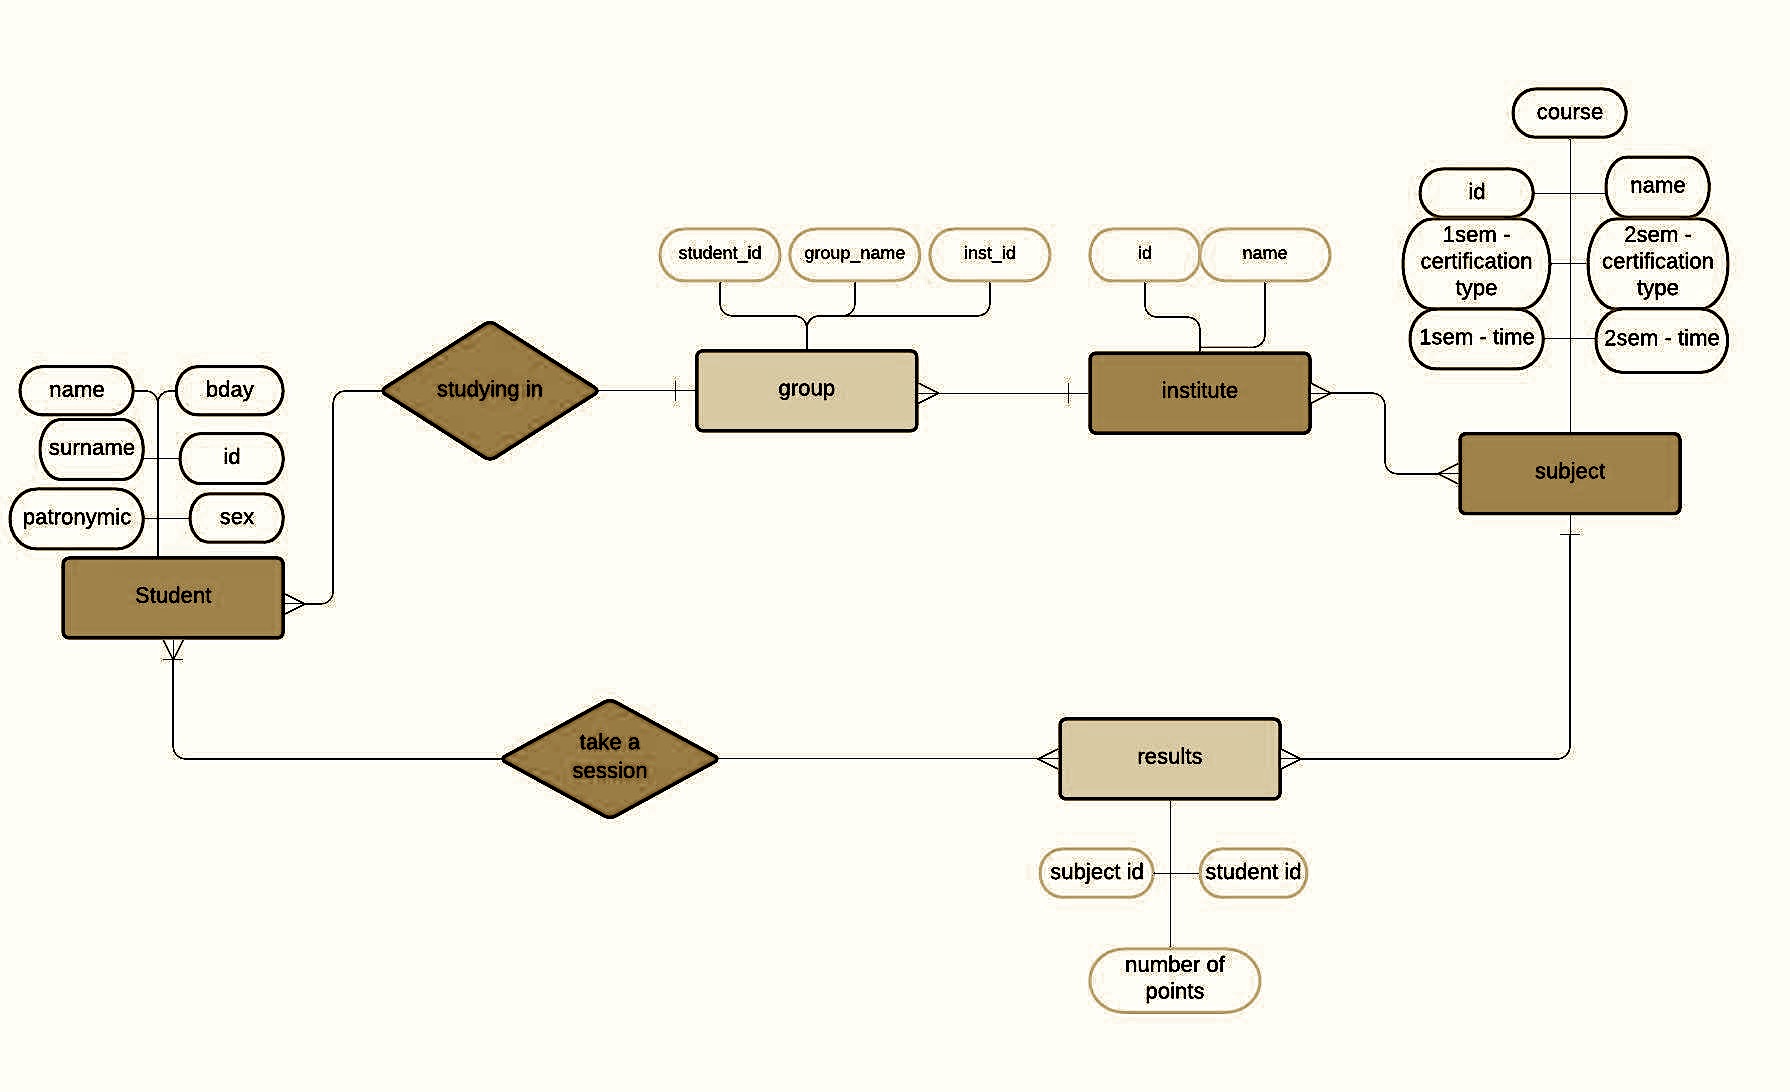 course
id
name
1sem -
certification
type
2sem -
certification
type
1sem - time
2sem - time
student_id
group_name
inst_id
id
name
studying in
group
institute
subject
name
bday
surname
id
patronymic
sex
Student
take a
session
results
subject id
student id
number of
points